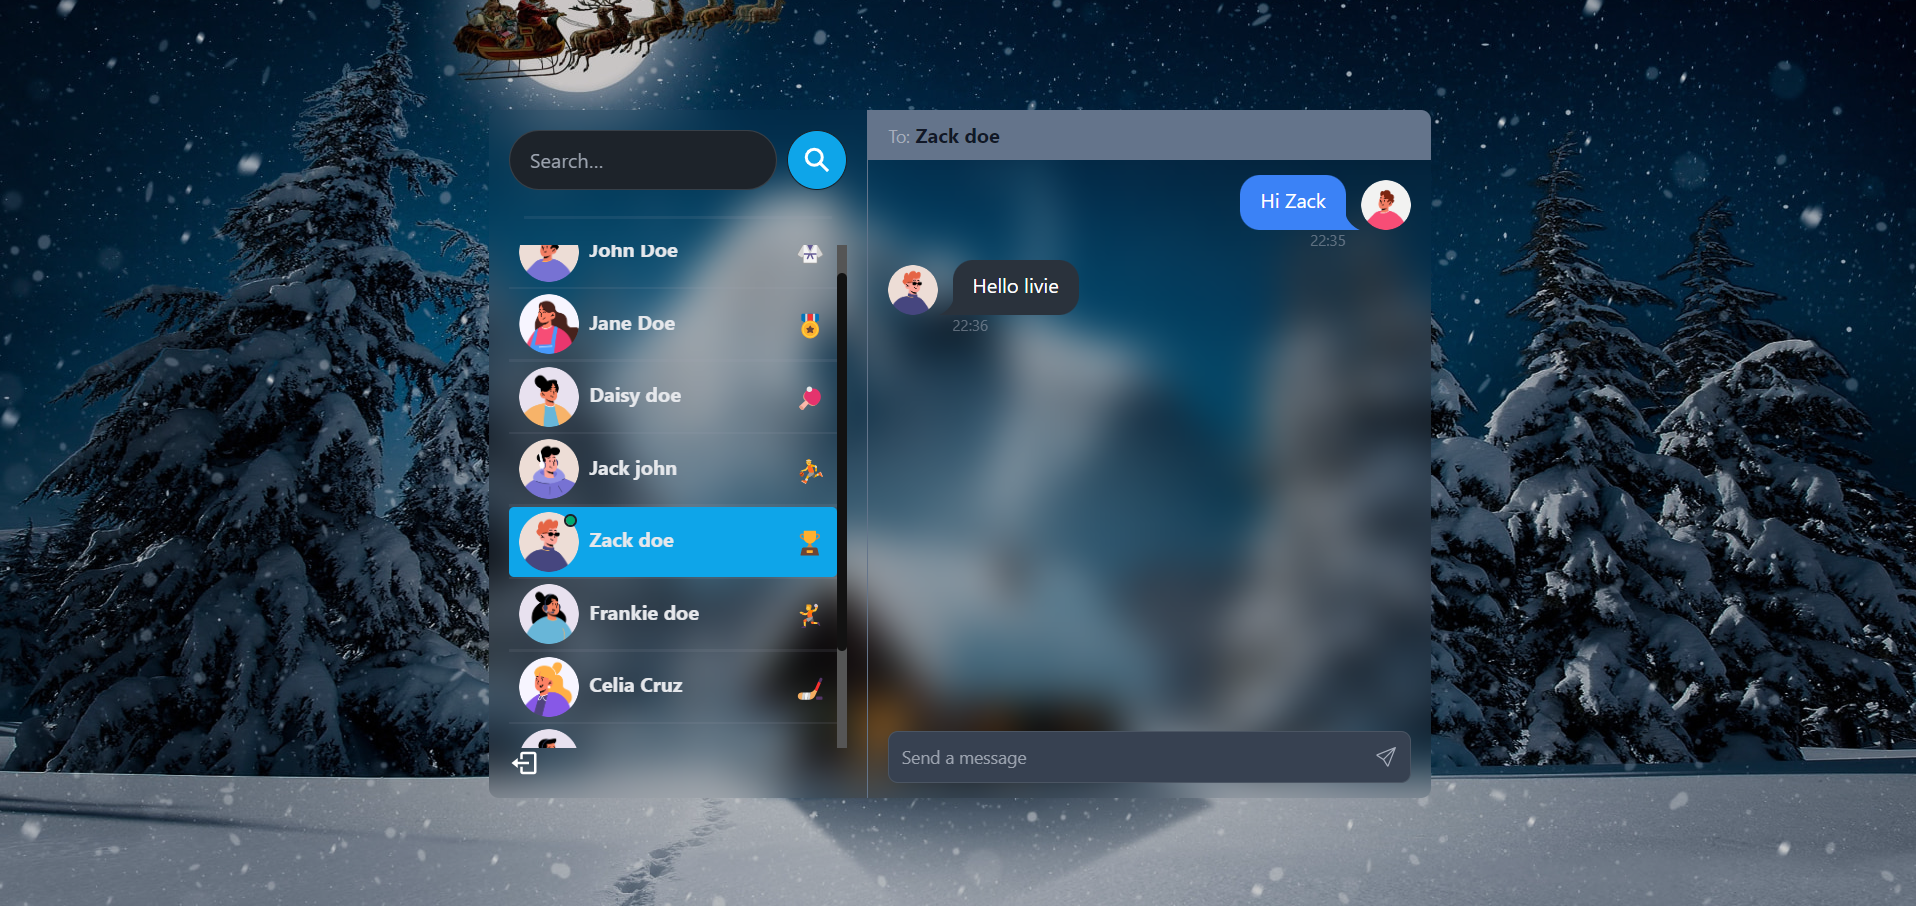 Search...
John Doe
Jane Doe
Daisy doe
Jack john
Zack doe
Frankie doe
Celia Cruz
To: Zack doe
Hi Zack
22:35
Hello livie
22:36
Send a message